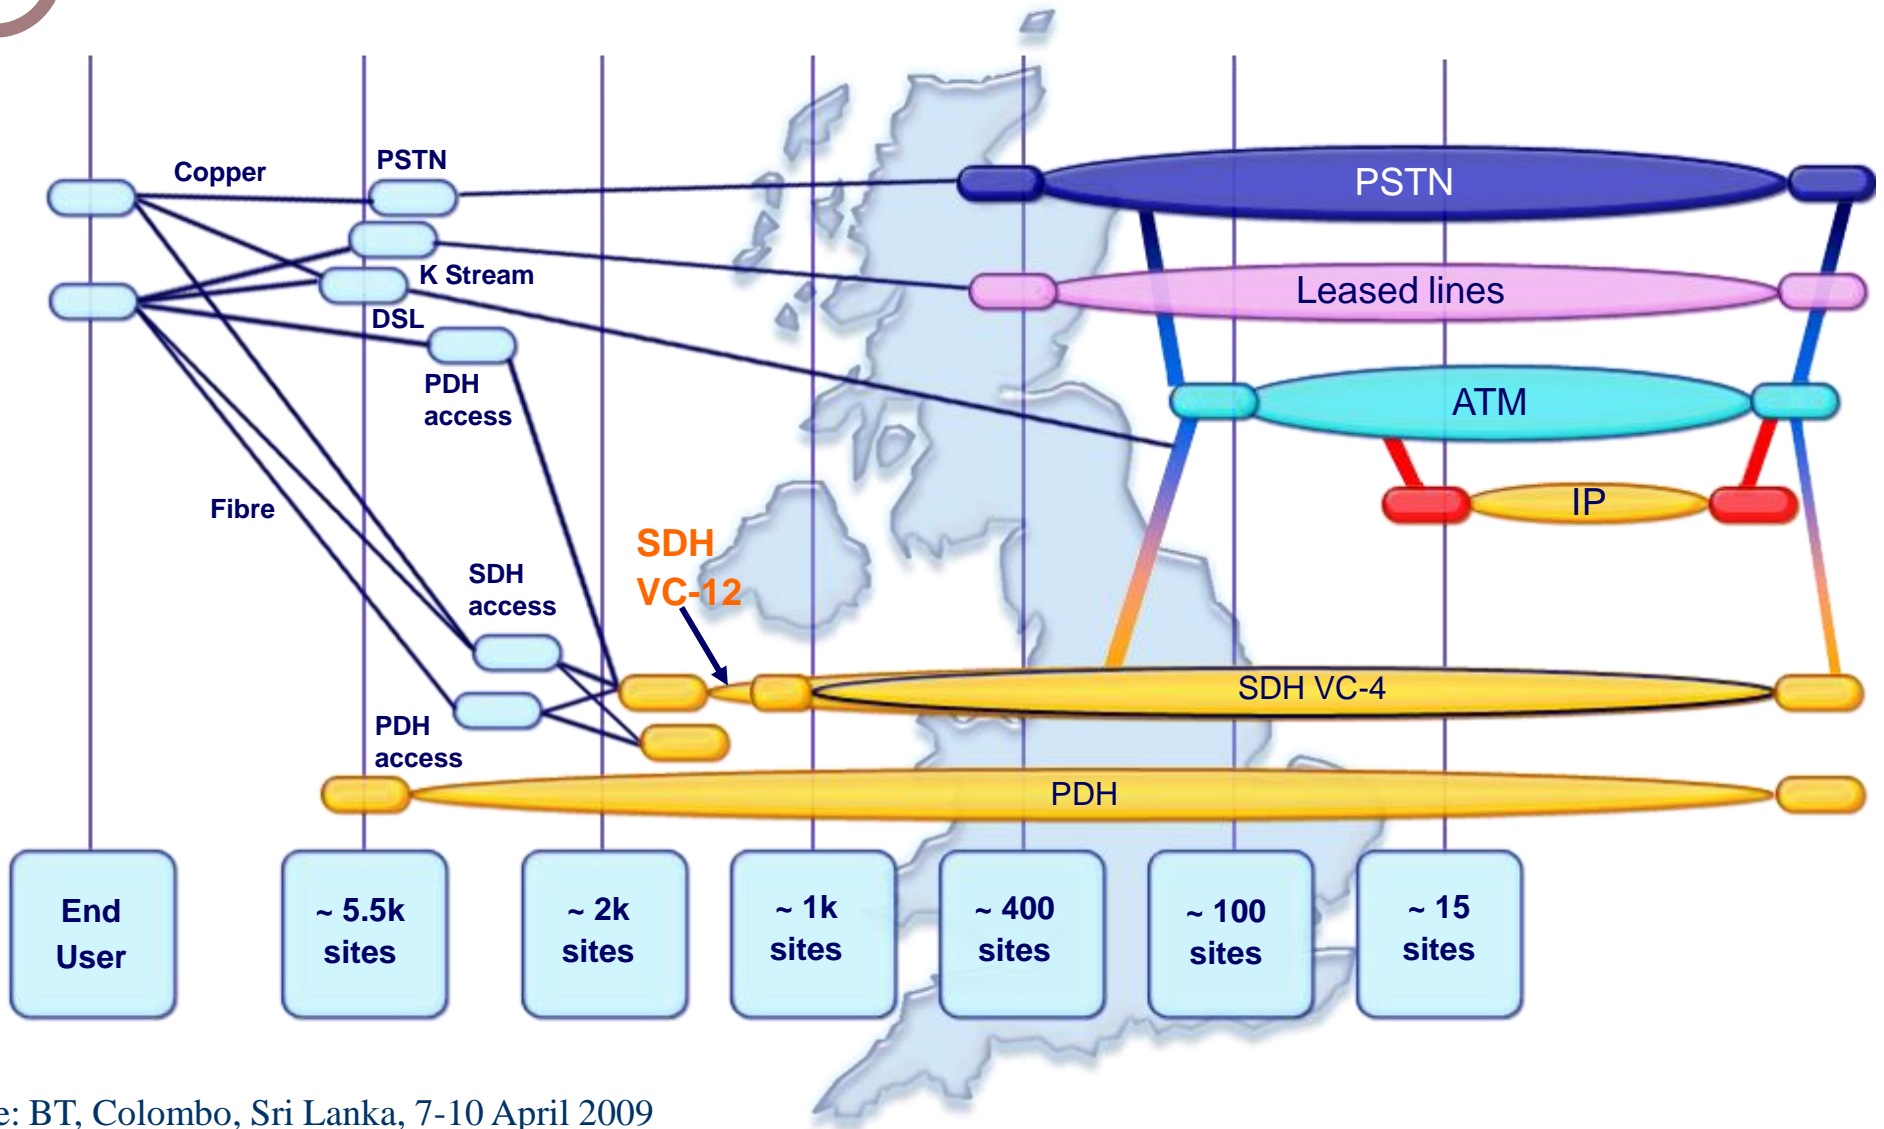 Copper
PSTN
PSTN
K Stream
Leased lines
DSL
PDH
access
ATM
Fibre
IP
SDH
VC-12
SDH
access
SDH VC-4
PDH
access
PDH
End
User
~ 5.5k
sites
~ 2k
sites
~ 1k
sites
~ 400
sites
~ 100
sites
~ 15
sites
e: BT, Colombo, Sri Lanka, 7-10 April 2009